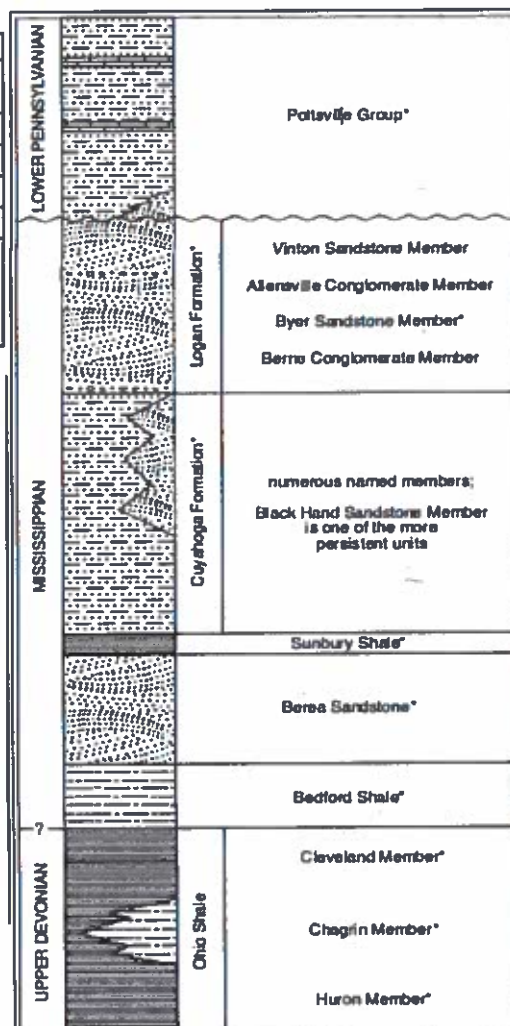 LOWER PENNSYLVANIAN
Pottsville Group*
MISSISSIPPIAN
Logan Formation*
Vinton Sandstone Member
Allensville Conglomerate Member
Byer Sandstone Member*
Berne Conglomerate Member
Cuyahoga Formation*
numerous named members;
Black Hand Sandstone Member
is one of the more
persistent units
Sunbury Shale*
Berea Sandstone*
Bedford Shale*
?
UPPER DEVONIAN
Ohio Shale
Cleveland Member*
Chagrin Member*
Huron Member*